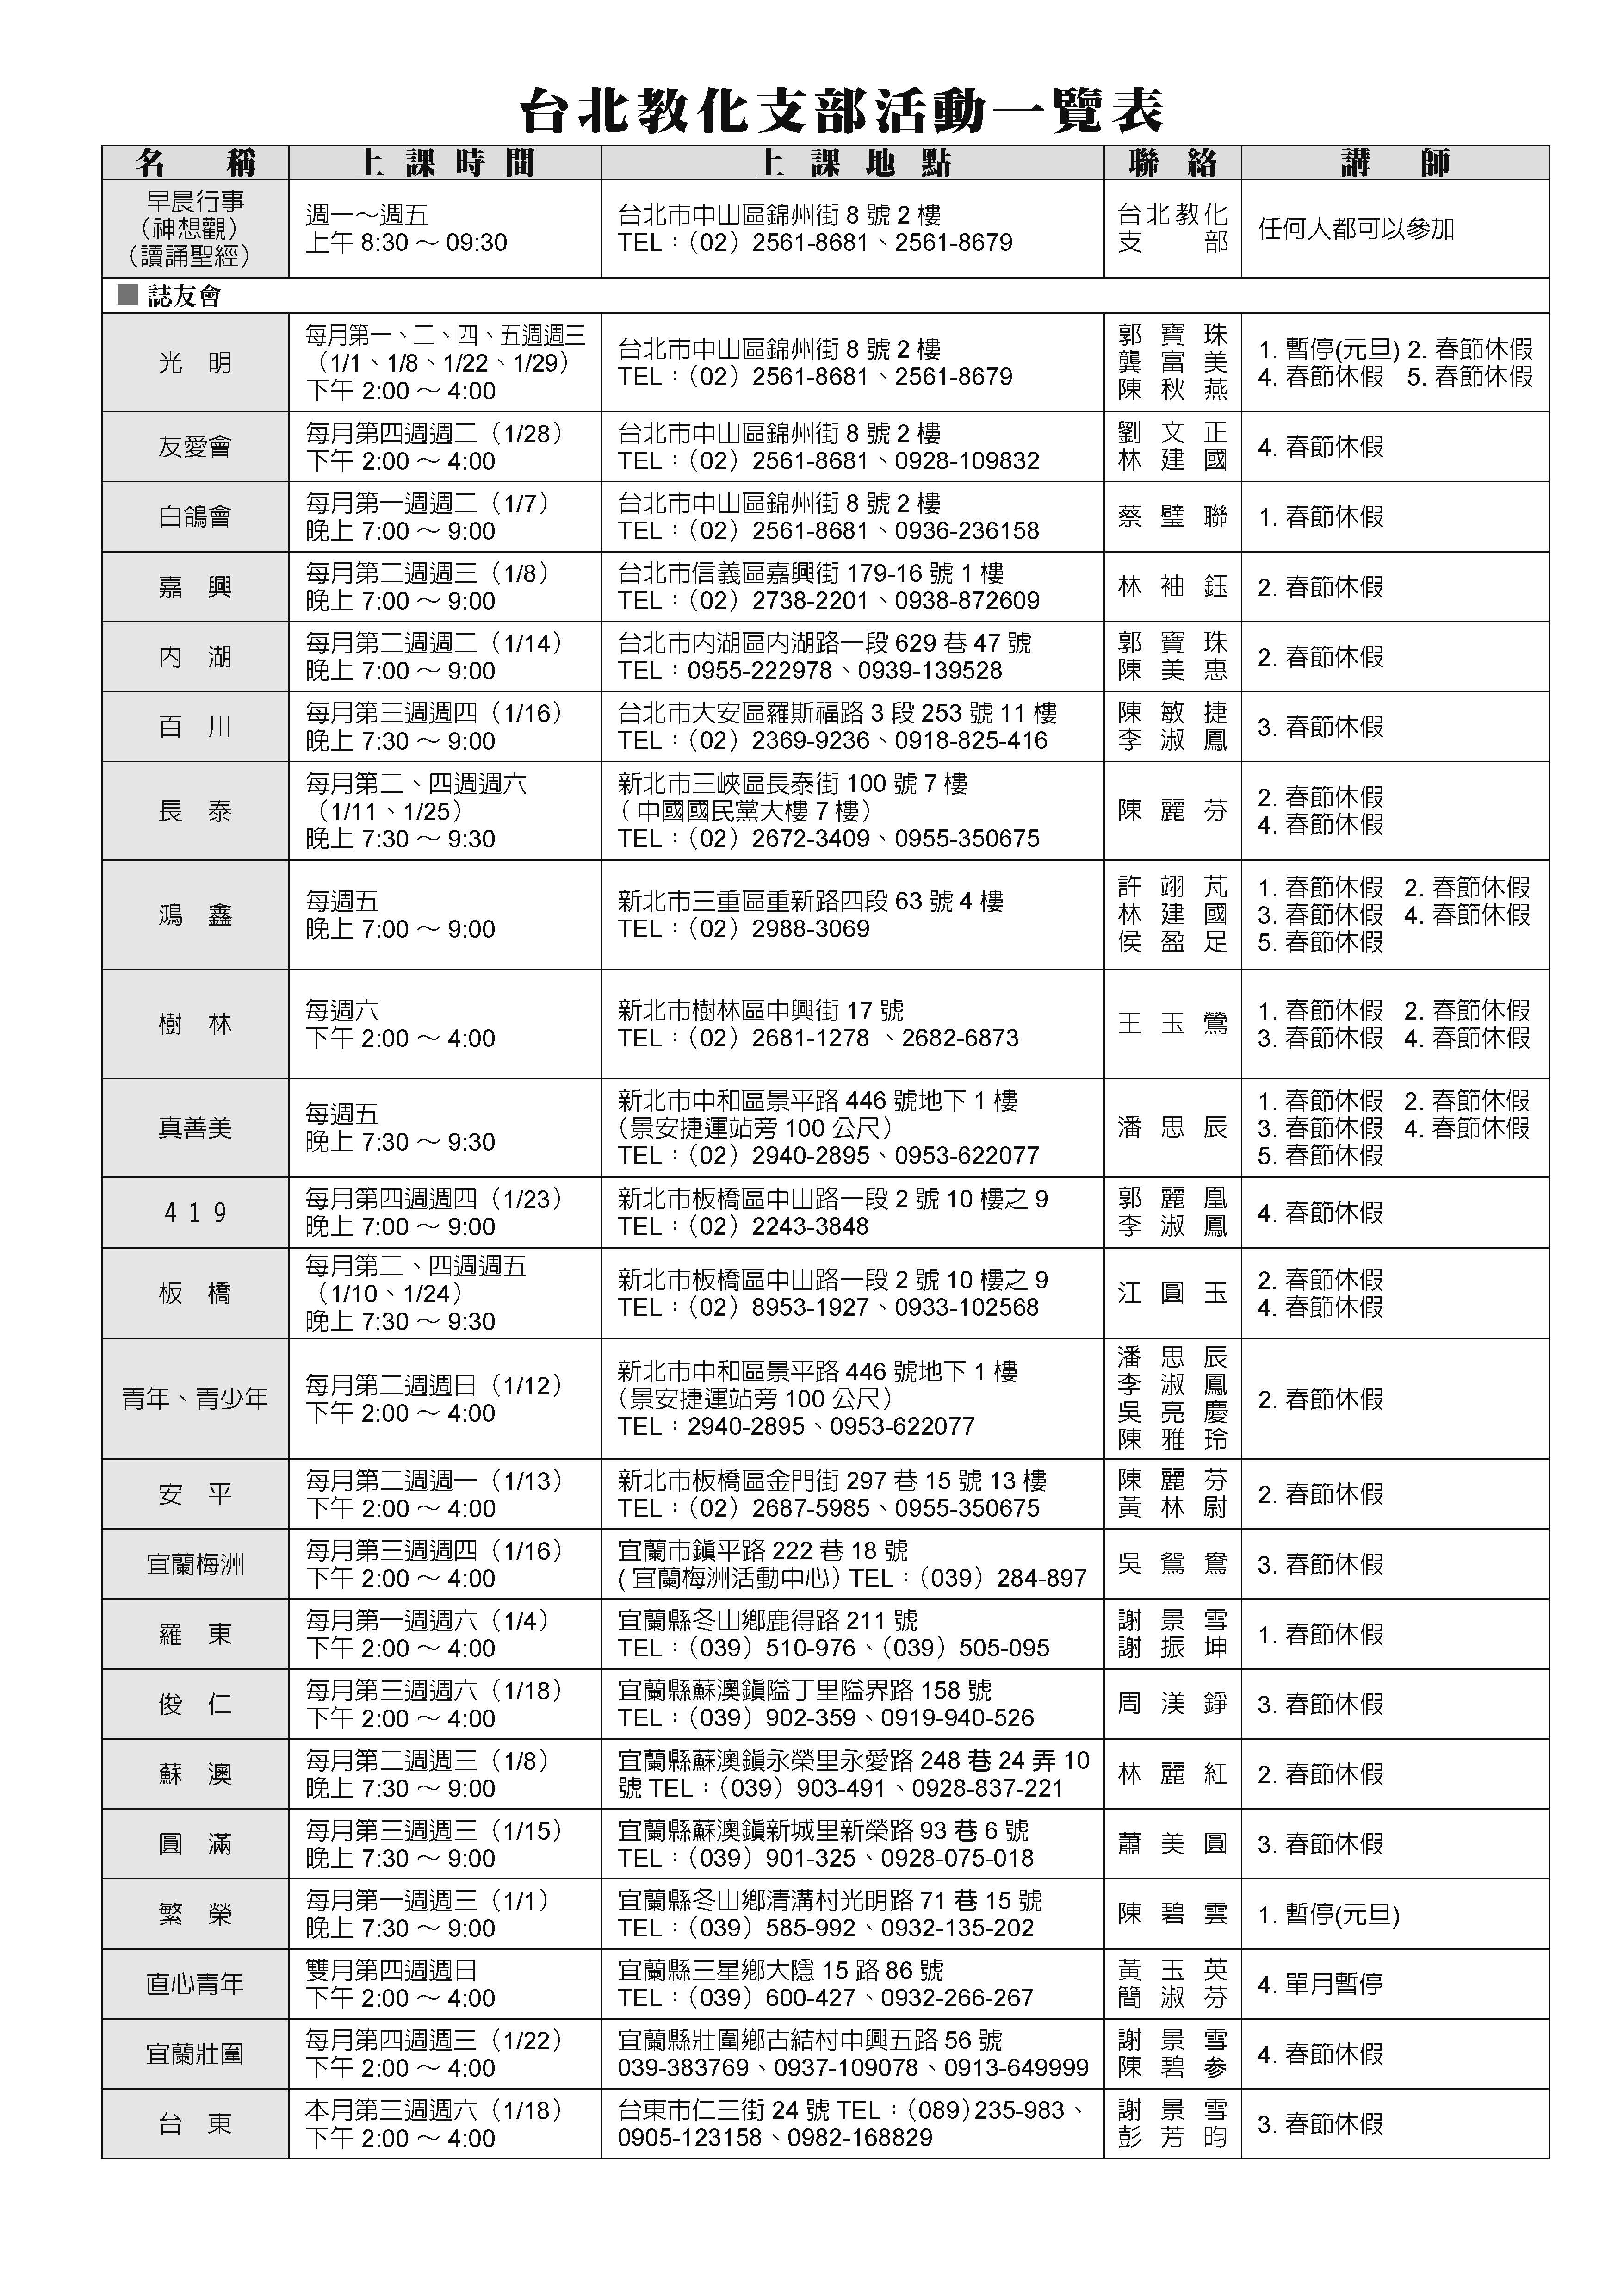 台北教化支部活動一覽表
名稱 上課時間 上課地點 聯絡 講師
早晨行事
（神想觀）
（讀誦聖經）
週一～週五
上午 8:30 ～ 09:30
台北市中山區錦州街 8 號 2 樓
TEL：（02）2561-8681、2561-8679
台北教化
支部
任何人都可以參加
■ 誌友會
光明
每月第一、二、四、五週週三
（1/1、1/8、1/22、1/29）
下午 2:00 ～ 4:00
台北市中山區錦州街 8 號 2 樓
TEL：（02）2561-8681、2561-8679
郭寶珠
龔富美
陳秋燕
1. 暫停(元旦) 2. 春節休假
4. 春節休假 5. 春節休假
友愛會
每月第四週週二（1/28）
下午 2:00 ～ 4:00
台北市中山區錦州街 8 號 2 樓
TEL：（02）2561-8681、0928-109832
劉文正
林建國
4. 春節休假
白鴿會
每月第一週週二（1/7）
晚上 7:00 ～ 9:00
台北市中山區錦州街 8 號 2 樓
TEL：（02）2561-8681、0936-236158
蔡璧聯
1. 春節休假
嘉興
每月第二週週三（1/8）
晚上 7:00 ～ 9:00
台北市信義區嘉興街 179-16 號 1 樓
TEL：（02）2738-2201、0938-872609
林袖鈺
2. 春節休假
內湖
每月第二週週二（1/14）
晚上 7:00 ～ 9:00
台北市內湖區內湖路一段 629 巷 47 號
TEL：0955-222978、0939-139528
郭寶珠
陳美惠
2. 春節休假
百川
每月第三週週四（1/16）
晚上 7:30 ～ 9:00
台北市大安區羅斯福路 3 段 253 號 11 樓
TEL：（02）2369-9236、0918-825-416
陳敏捷
李淑鳳
3. 春節休假
長泰
每月第二、四週週六
（1/11、1/25）
晚上 7:30 ～ 9:30
新北市三峽區長泰街 100 號 7 樓
（中國國民黨大樓 7 樓）
TEL：（02）2672-3409、0955-350675
陳麗芬
2. 春節休假
4. 春節休假
鴻鑫
每週五
晚上 7:00 ～ 9:00
新北市三重區重新路四段 63 號 4 樓
TEL：（02）2988-3069
許翊芃
林建國
侯盈足
1. 春節休假 2. 春節休假
3. 春節休假 4. 春節休假
5. 春節休假
樹林
每週六
下午 2:00 ～ 4:00
新北市樹林區中興街 17 號
TEL：（02）2681-1278 、2682-6873
王玉鶯
1. 春節休假 2. 春節休假
3. 春節休假 4. 春節休假
真善美
每週五
晚上 7:30 ～ 9:30
新北市中和區景平路 446 號地下 1 樓
（景安捷運站旁 100 公尺）
TEL：（02）2940-2895、0953-622077
潘思辰
1. 春節休假 2. 春節休假
3. 春節休假 4. 春節休假
5. 春節休假
4 1 9
每月第四週週四（1/23）
晚上 7:00 ～ 9:00
新北市板橋區中山路一段 2 號 10 樓之 9
TEL：（02）2243-3848
郭麗凰
李淑鳳
4. 春節休假
板橋
每月第二、四週週五
（1/10、1/24）
晚上 7:30 ～ 9:30
新北市板橋區中山路一段 2 號 10 樓之 9
TEL：（02）8953-1927、0933-102568
江圓玉
2. 春節休假
4. 春節休假
青年、青少年
每月第二週週日（1/12）
下午 2:00 ～ 4:00
新北市中和區景平路 446 號地下 1 樓
（景安捷運站旁 100 公尺）
TEL：2940-2895、0953-622077
潘思辰
李淑鳳
吳亮慶
陳雅玲
2. 春節休假
安平
每月第二週週一（1/13）
下午 2:00 ～ 4:00
新北市板橋區金門街 297 巷 15 號 13 樓
TEL：（02）2687-5985、0955-350675
陳麗芬
黃林尉
2. 春節休假
宜蘭梅洲
每月第三週週四（1/16）
下午 2:00 ～ 4:00
宜蘭市鎮平路 222 巷 18 號
（宜蘭梅洲活動中心）TEL：（039）284-897
吳鴛鴦
3. 春節休假
羅東
每月第一週週六（1/4）
下午 2:00 ～ 4:00
宜蘭縣冬山鄉鹿得路 211 號
TEL：（039）510-976、（039）505-095
謝景雪
謝振坤
1. 春節休假
俊仁
每月第三週週六（1/18）
下午 2:00 ～ 4:00
宜蘭縣蘇澳鎮隘丁里隘界路 158 號
TEL：（039）902-359、0919-940-526
周渼錚
3. 春節休假
蘇澳
每月第二週週三（1/8）
晚上 7:30 ～ 9:00
宜蘭縣蘇澳鎮永榮里永愛路 248 巷 24 弄 10
號 TEL：（039）903-491、0928-837-221
林麗紅
2. 春節休假
圓滿
每月第三週週三（1/15）
晚上 7:30 ～ 9:00
宜蘭縣蘇澳鎮新城里新榮路 93 巷 6 號
TEL：（039）901-325、0928-075-018
蕭美圓
3. 春節休假
繁榮
每月第一週週三（1/1）
晚上 7:30 ～ 9:00
宜蘭縣冬山鄉清溝村光明路 71 巷 15 號
TEL：（039）585-992、0932-135-202
陳碧雲
1. 暫停(元旦)
直心青年
雙月第四週週日
下午 2:00 ～ 4:00
宜蘭縣三星鄉大隱 15 路 86 號
TEL：（039）600-427、0932-266-267
黃玉英
簡淑芬
4. 單月暫停
宜蘭壯圍
每月第四週週三（1/22）
下午 2:00 ～ 4:00
宜蘭縣壯圍鄉古結村中興五路 56 號
039-383769、0937-109078、0913-649999
謝景雪
陳碧參
4. 春節休假
台東
本月第三週週六（1/18）
下午 2:00 ～ 4:00
台東市仁三街 24 號 TEL：（089）235-983、
0905-123158、0982-168829
謝景雪
彭芳昀
3. 春節休假